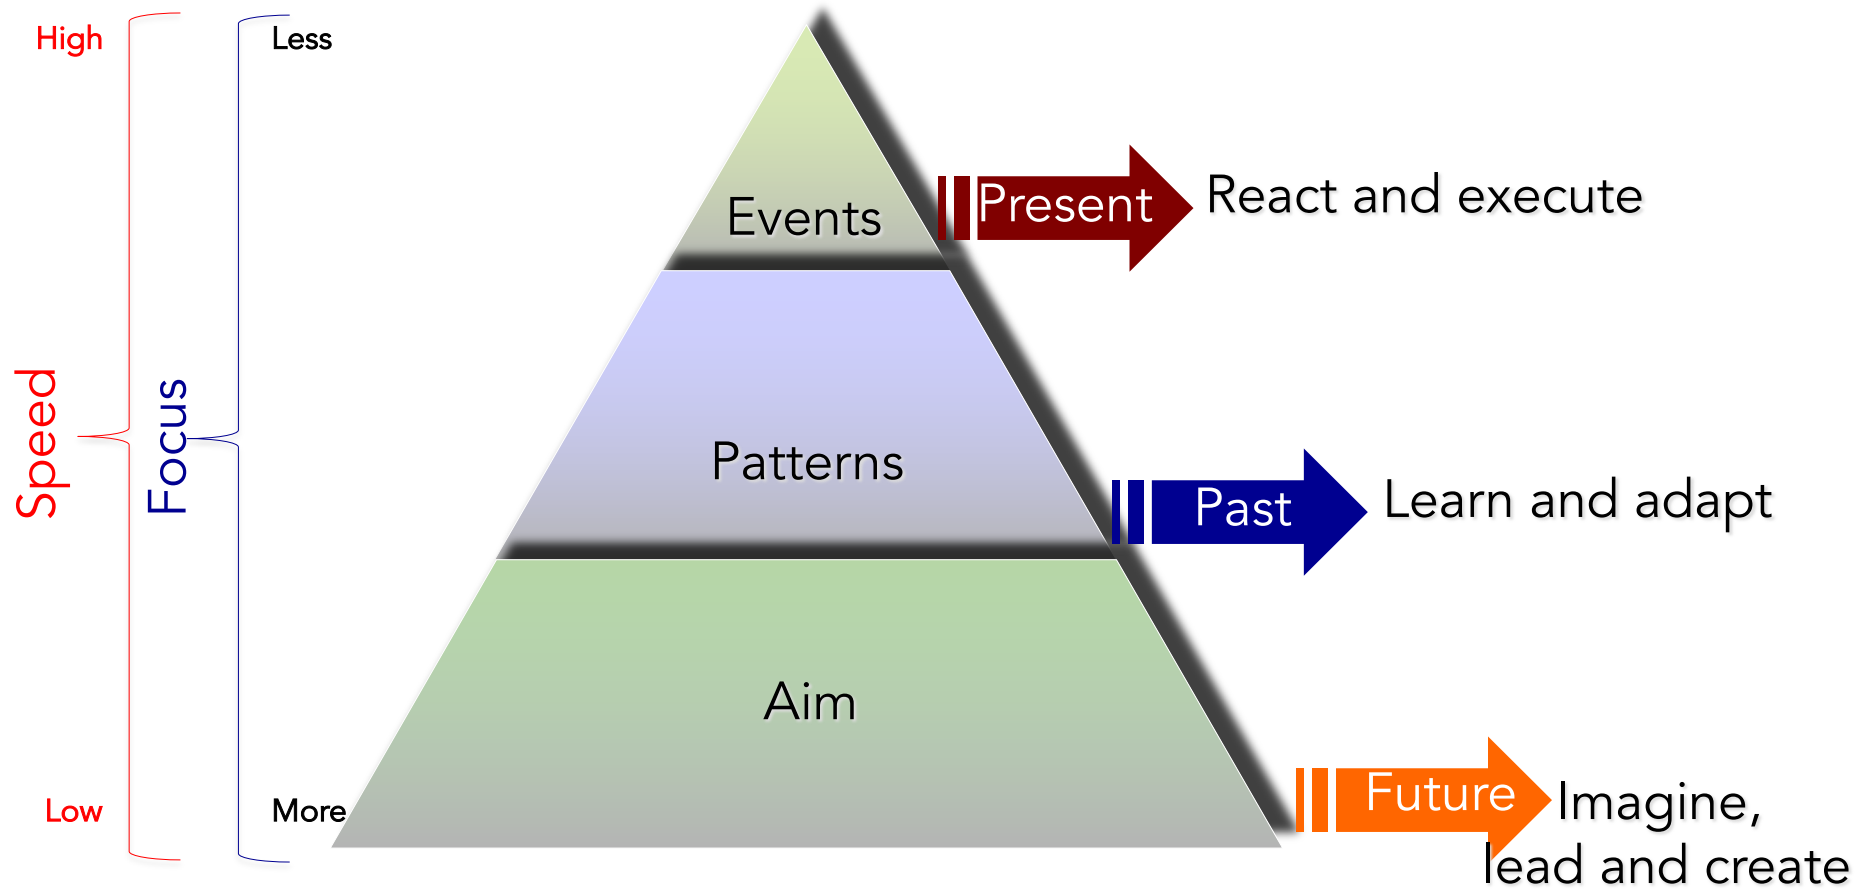 High
Less
Speed
Focus
Low
More
Events
Present
React and execute
Patterns
Past
Learn and adapt
Aim
Future
Imagine,
lead and create